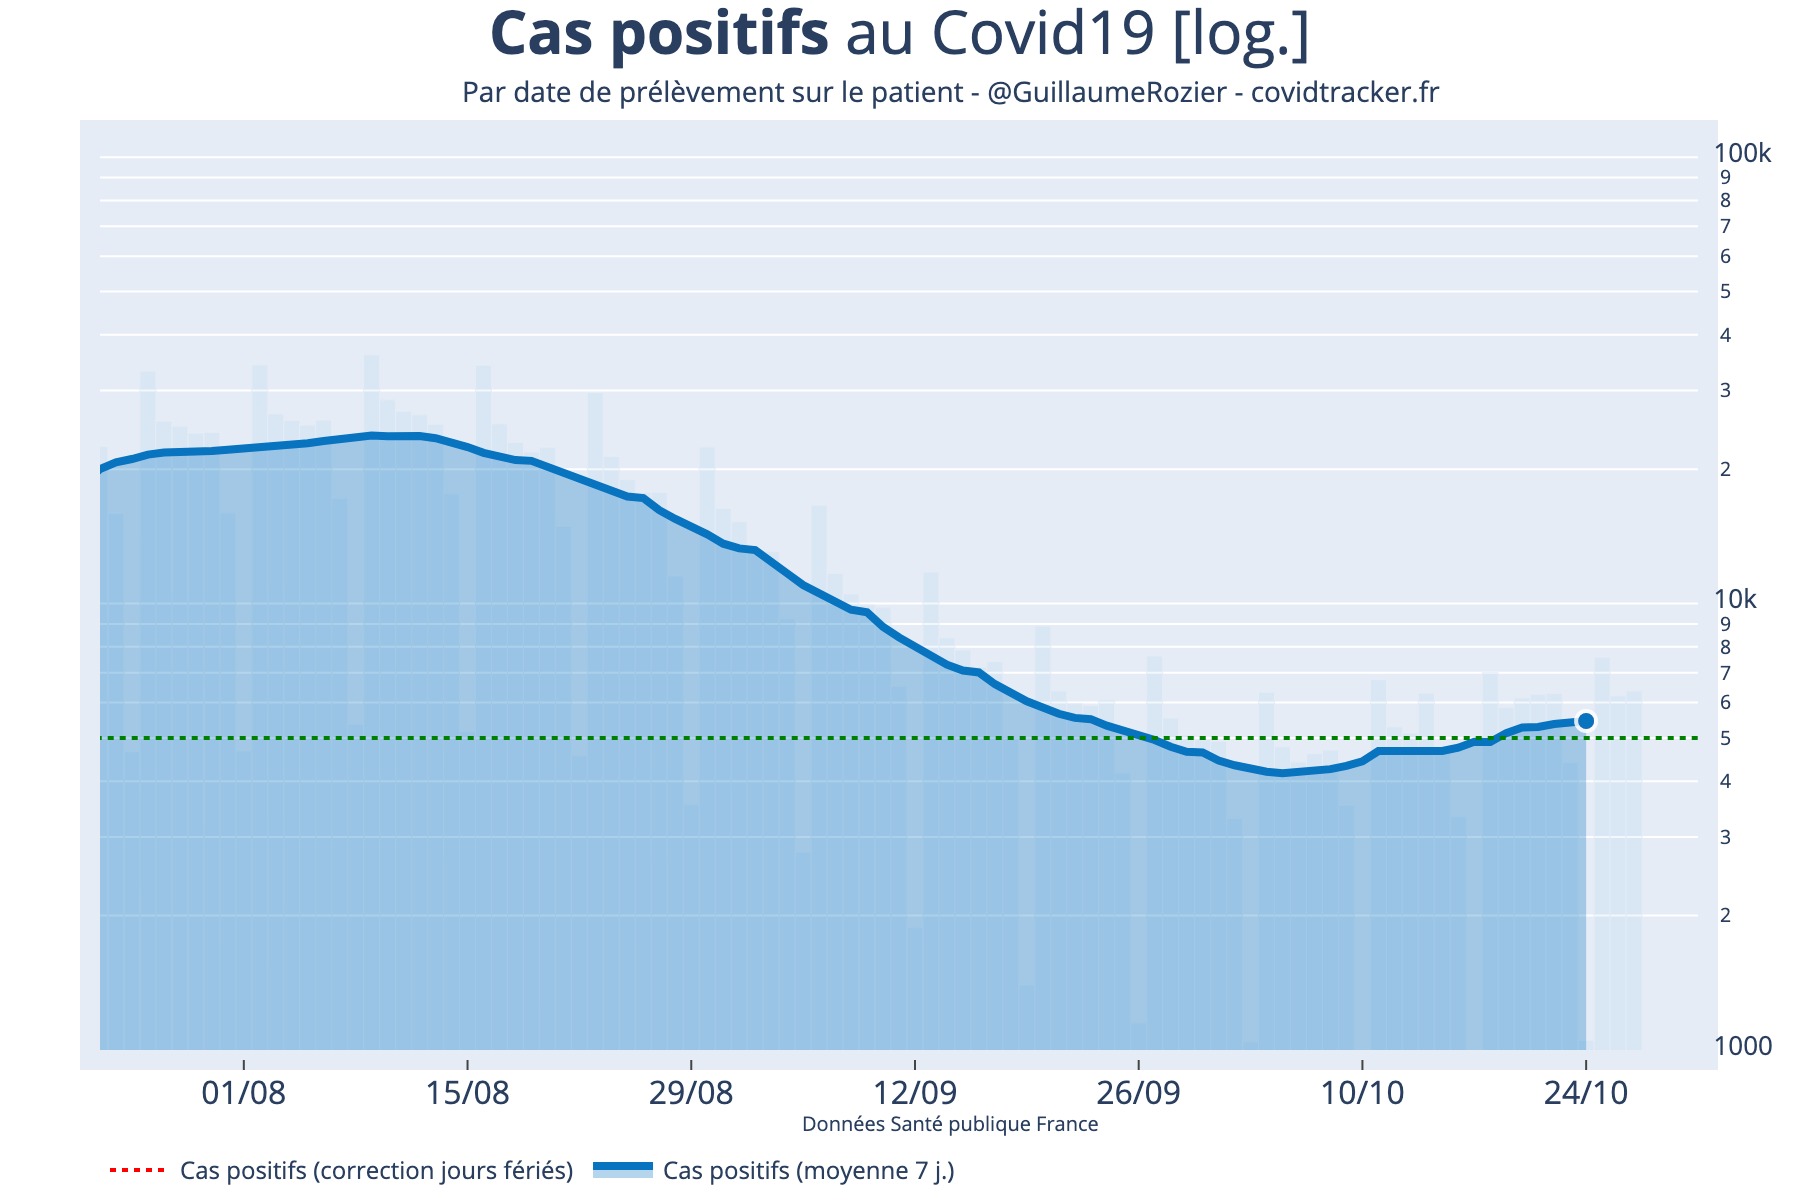 Cas positifs au Covid19 [log.]
Par date de prélèvement sur le patient - @GuillaumeRozier - covidtracker.fr
100k
9
8
7
6
5
4
3
2
10k
9
8
7
6
5
4
3
2
1000
01/08 15/08 29/08 12/09 26/09 10/10 24/10
Données Santé publique France
Cas positifs (correction jours fériés) Cas positifs (moyenne 7 j.)